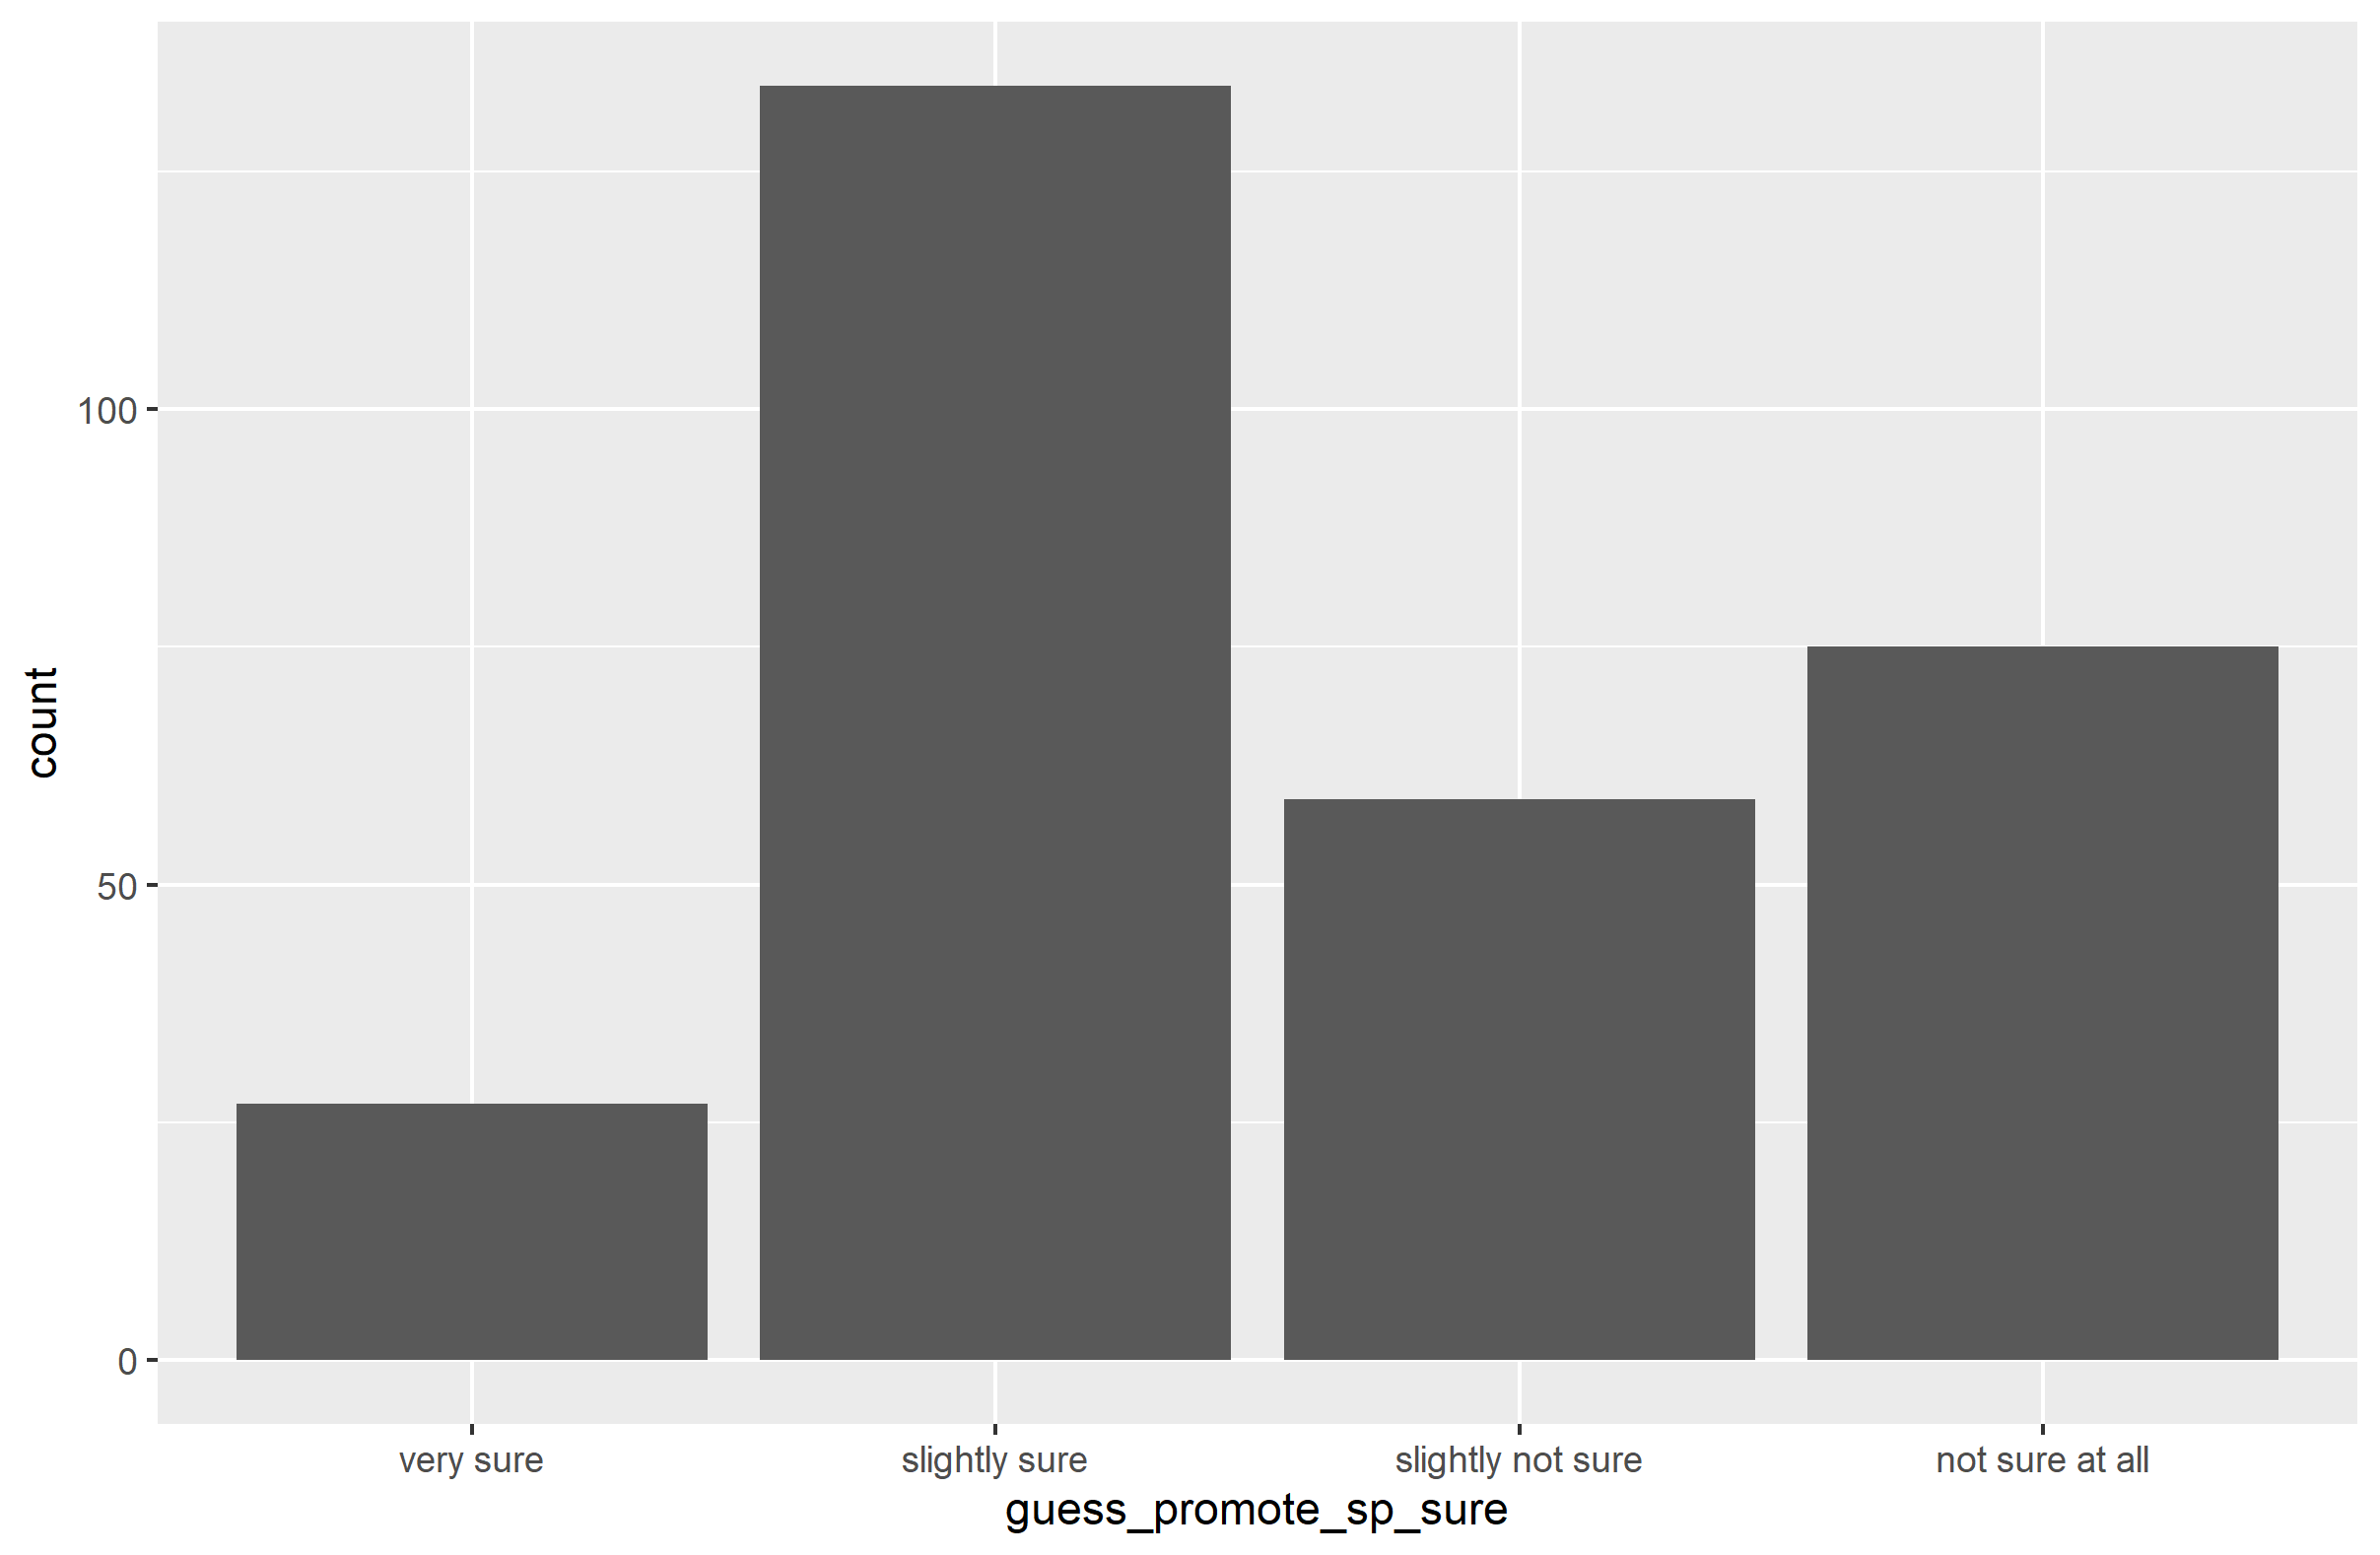 count
100
50
0
very sure
slightly sure
slightly not sure
not sure at all
guess_promote_sp_sure